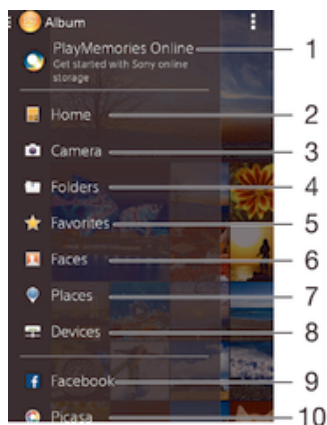 Album
PlayMemories Online
Get started with Sony online
storage
1
Home
2
Camera
3
Folders
4
Favorites
5
Faces
6
Places
7
Devices
8
Facebook
9
Picasa
10